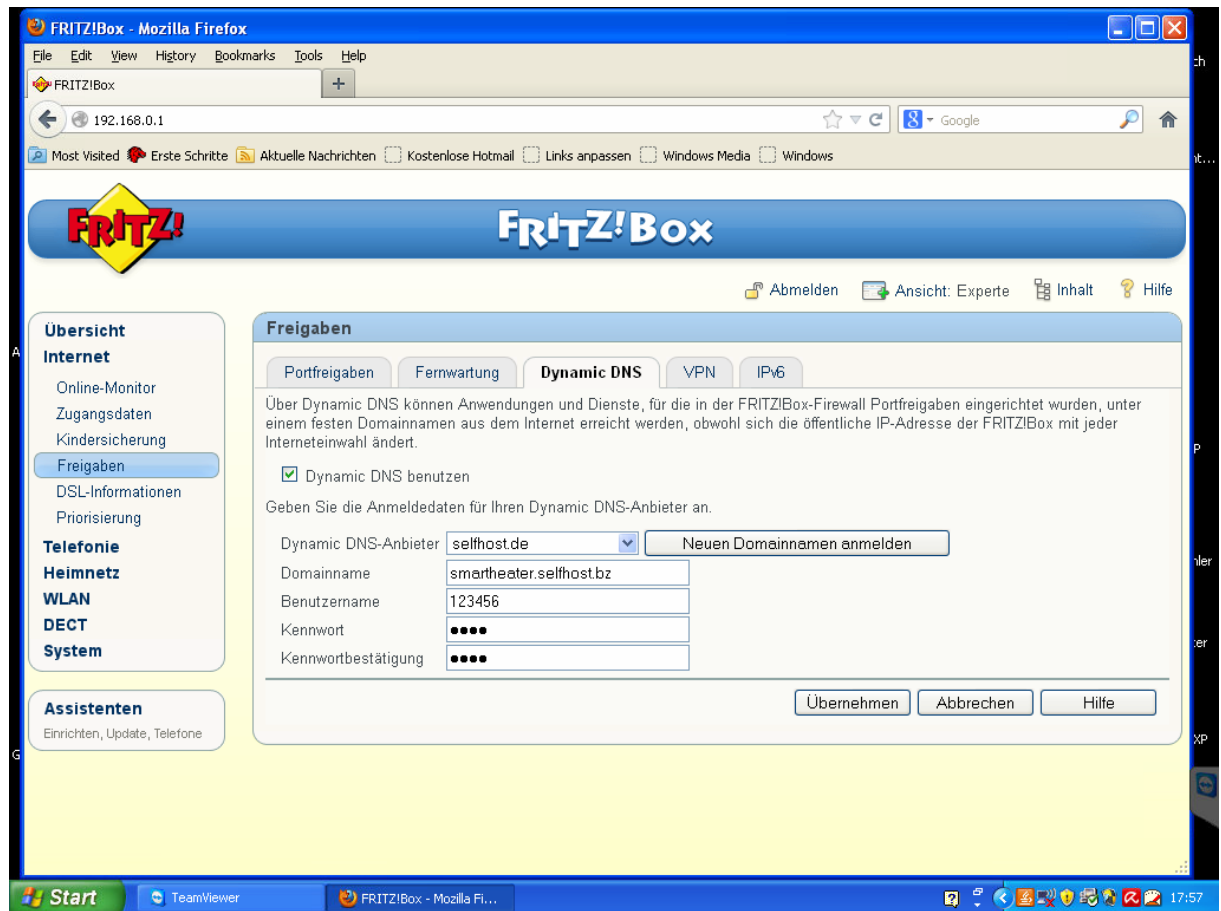 FRITZ!Box - Mozilla Firefox
File Edit View History Bookmarks Tools Help
FRITZ!Box +
192.168.0.1
8 Google
Most Visited Erste Schritte Aktuelle Nachrichten Kostenlose Hotmail Links anpassen Windows Media Windows
FRITZ!
FRITZ!Box
Abmelden Ansicht: Experte Inhalt Hilfe
Übersicht
Internet
Online-Monitor
Zugangsdaten
Kindersicherung
Freigaben
DSL-Informationen
Priorisierung
Telefonie
Heimnetz
WLAN
DECT
System
Assistenten
Einrichten, Update, Telefone
Freigaben
Portfreigaben Fernwartung Dynamic DNS VPN IPv6
Über Dynamic DNS können Anwendungen und Dienste, für die in der FRITZ!Box-Firewall Portfreigaben eingerichtet wurden, unter
einem festen Domainnamen aus dem Internet erreicht werden, obwohl sich die öffentliche IP-Adresse der FRITZ!Box mit jeder
Interneteinwahl ändert.
Dynamic DNS benutzen
Geben Sie die Anmeldedaten für Ihren Dynamic DNS-Anbieter an.
Dynamic DNS-Anbieter selfhost.de Neuen Domainnamen anmelden
Domainname smartheater.selfhost.bz
Benutzername 123456
Kennwort ●●●●
Kennwortbestätigung ●●●●
Übernehmen Abbrechen Hilfe
Start TeamViewer FRITZ!Box - Mozilla Fi... 17:57